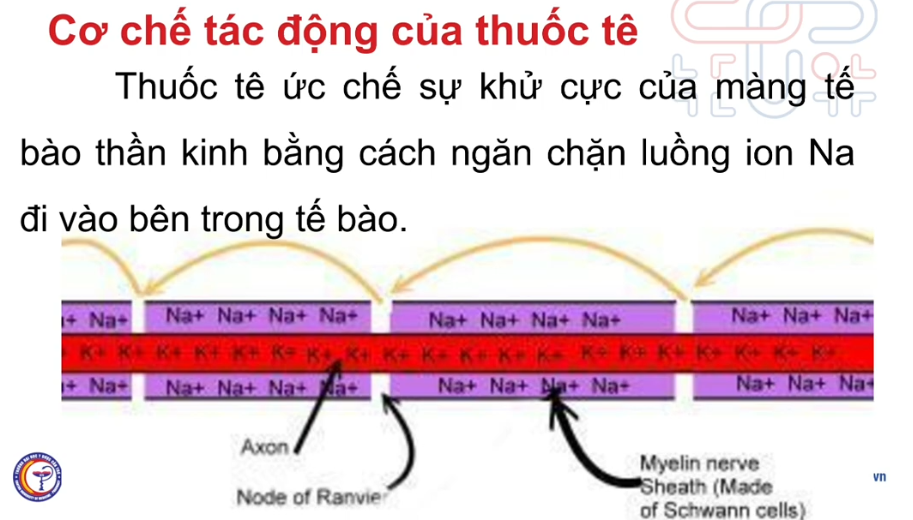 Cơ chế tác động của thuốc tê
Thuốc tê ức chế sự khử cực của màng tế
bào thần kinh bằng cách ngăn chặn luồng ion Na
đi vào bên trong tế bào.
+ Na+ Na+ Na+ Na+ Na+ Na+ Na+ Na+ Na+ Na+ Na+ Na+
K+ K+ K+ K+ K+ K+ K+ K+ K+ K+ K+ K+ K+ K+ K+ K+ K+ K+ K+ K+
+ Na+ Na+ Na+ Na+ Na+ Na+ Na+ Na+ Na+ Na+ Na+ Na
Axon
Node of Ranvier
Myelin nerve
Sheath (Made
of Schwann cells)
vn